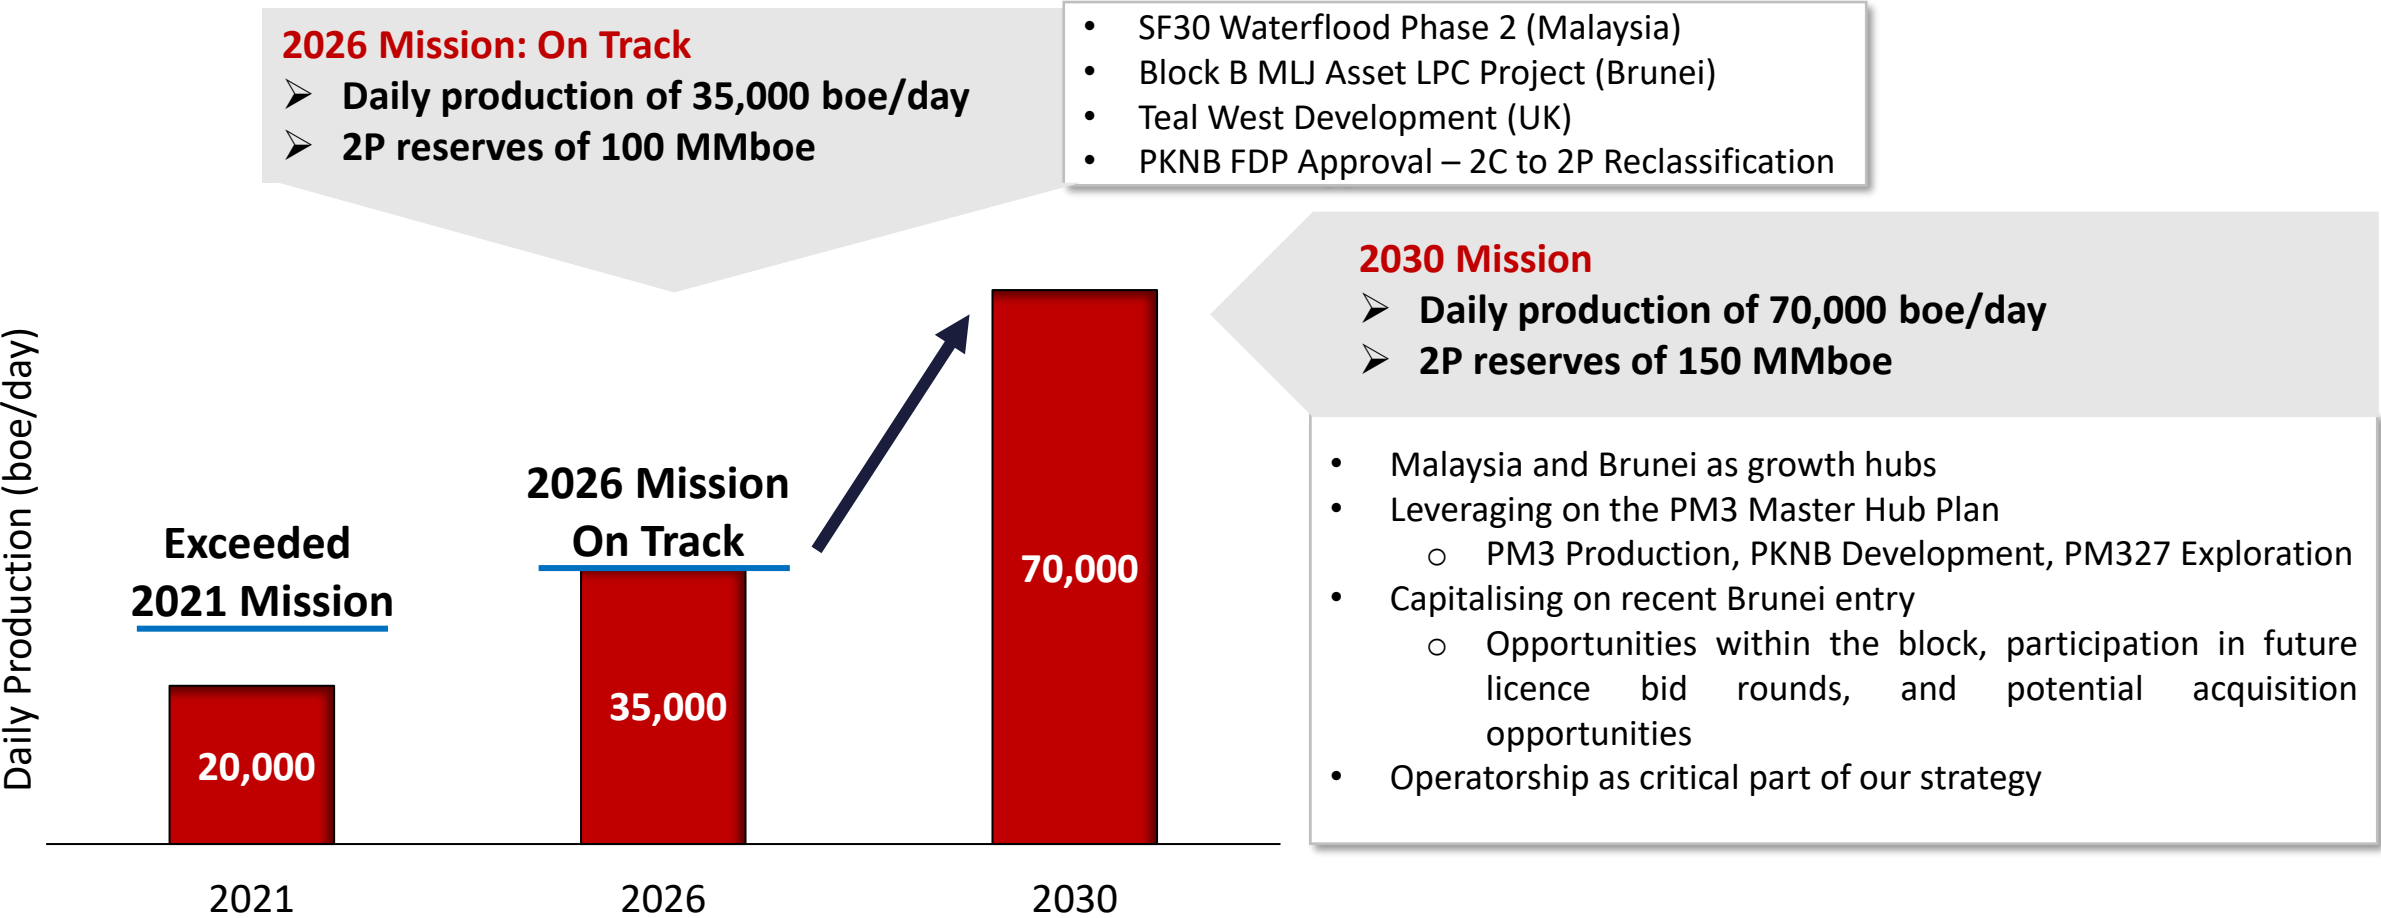 2026 Mission: On Track
➢ Daily production of 35,000 boe/day
➢ 2P reserves of 100 MMboe
• SF30 Waterflood Phase 2 (Malaysia)
• Block B MLJ Asset LPC Project (Brunei)
• Teal West Development (UK)
• PKNB FDP Approval – 2C to 2P Reclassification
2030 Mission
➢ Daily production of 70,000 boe/day
➢ 2P reserves of 150 MMboe
• Malaysia and Brunei as growth hubs
• Leveraging on the PM3 Master Hub Plan
o PM3 Production, PKNB Development, PM327 Exploration
• Capitalising on recent Brunei entry
o Opportunities within the block, participation in future
licence bid rounds, and potential acquisition
opportunities
• Operatorship as critical part of our strategy
Daily Production (boe/day)
Exceeded
2021 Mission
2026 Mission
On Track
20,000
35,000
70,000
2021
2026
2030